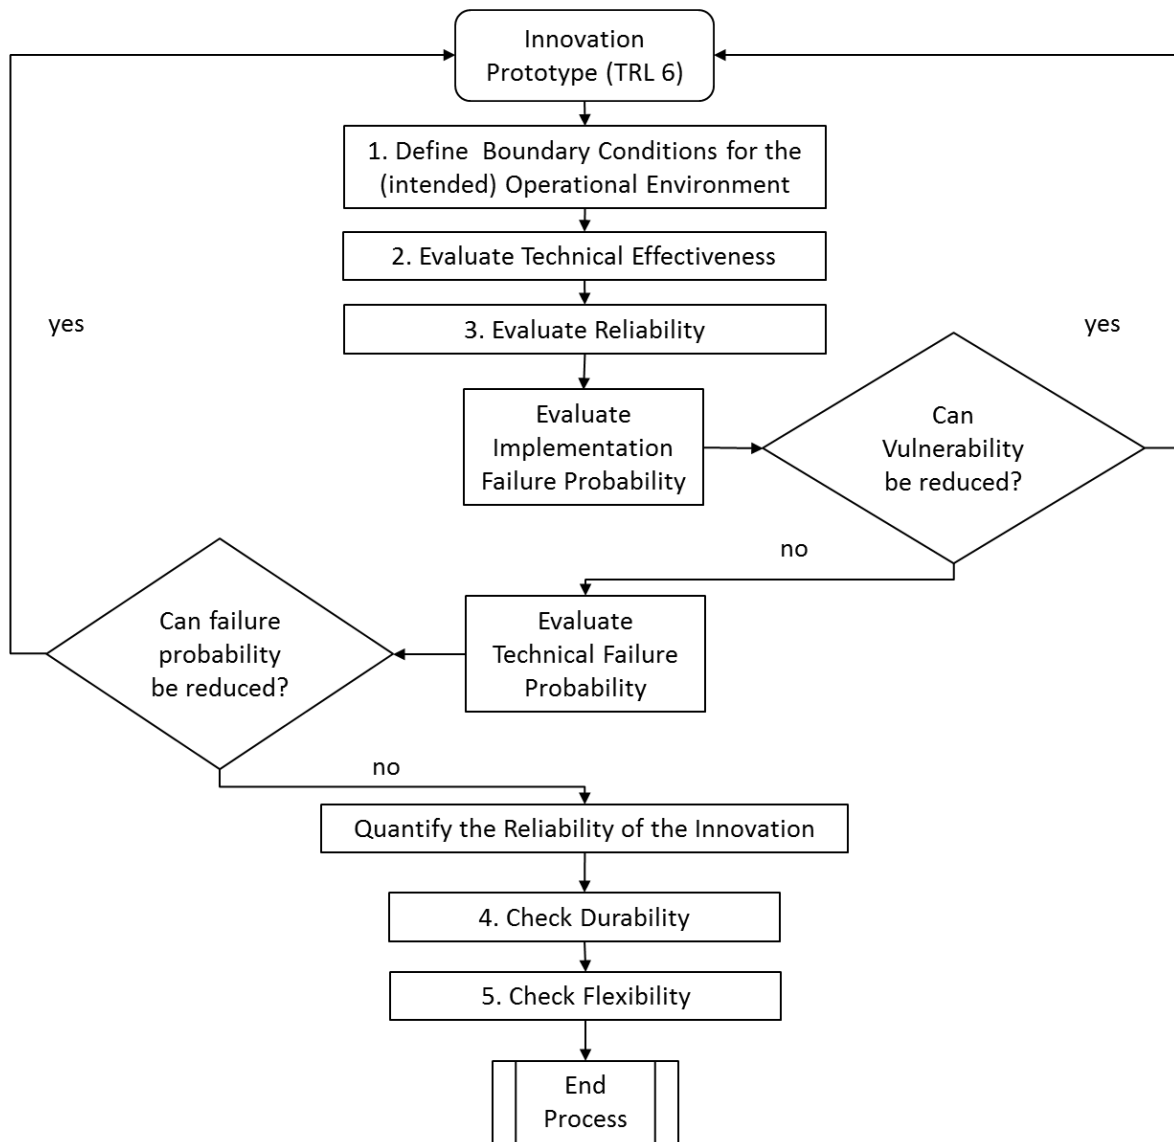 Innovation
Prototype (TRL 6)
1. Define Boundary Conditions for the
(intended) Operational Environment
2. Evaluate Technical Effectiveness
3. Evaluate Reliability
yes
yes
Evaluate
Implementation
Failure Probability
Can
Vulnerability
be reduced?
no
Can failure
probability
be reduced?
Evaluate
Technical Failure
Probability
no
Quantify the Reliability of the Innovation
4. Check Durability
5. Check Flexibility
End
Process